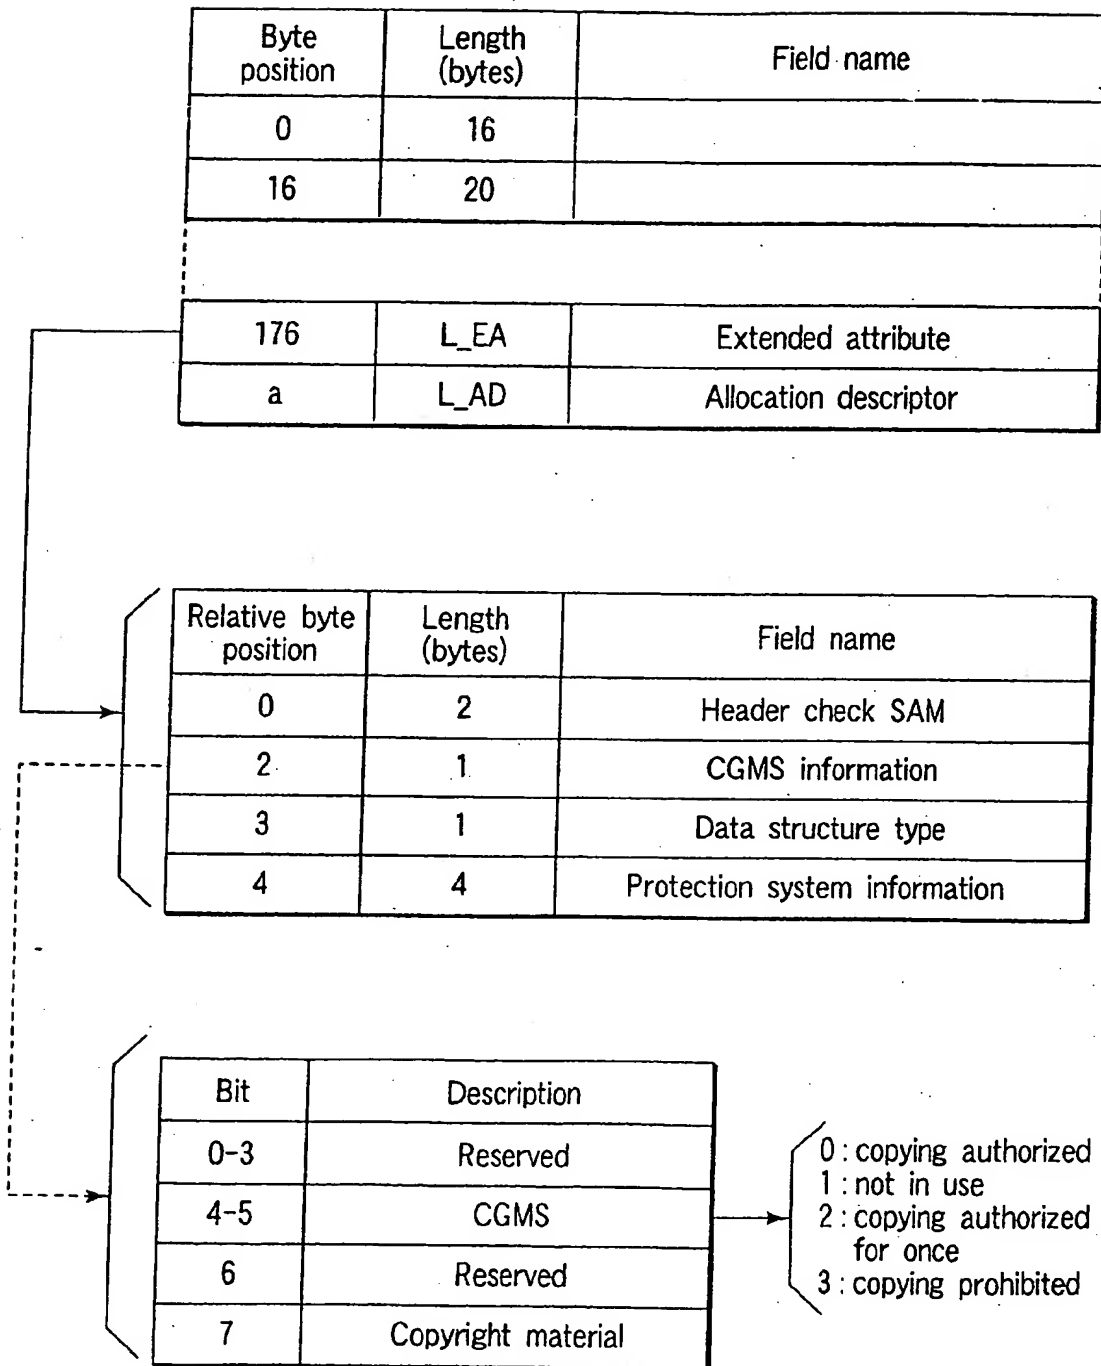 Byte position Length (bytes) Field name
0 16
16 20
176 L_EA Extended attribute
a L_AD Allocation descriptor
Relative byte position Length (bytes) Field name
0 2 Header check SAM
2 1 CGMS information
3 1 Data structure type
4 4 Protection system information
Bit Description
0-3 Reserved
4-5 CGMS
6 Reserved
7 Copyright material
0 : copying authorized
1 : not in use
2 : copying authorized
for once
3 : copying prohibited